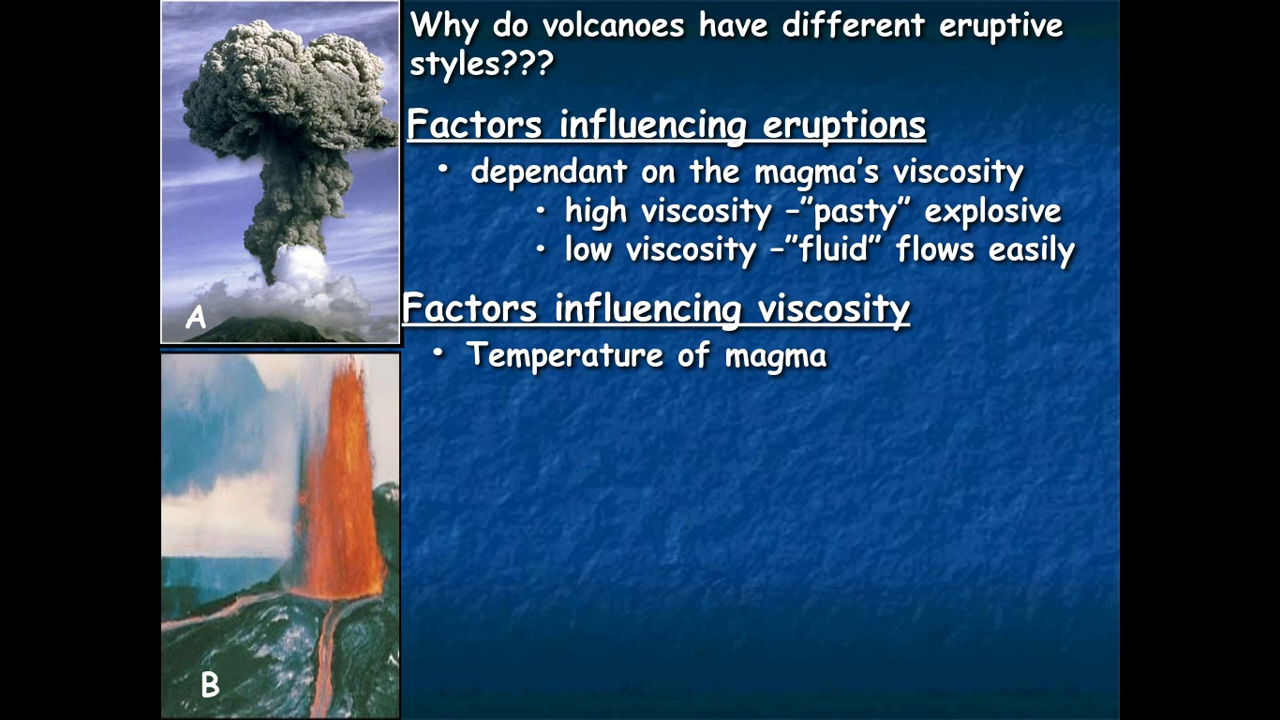 Why do volcanoes have different eruptive
styles???
Factors influencing eruptions
• dependant on the magma's viscosity
• high viscosity –”pasty” explosive
• low viscosity –”fluid” flows easily
Factors influencing viscosity
• Temperature of magma
A
B